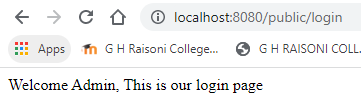 localhost:8080/public/login
Apps G H Raisoni College... G H RAISONI COLL
Welcome Admin, This is our login page